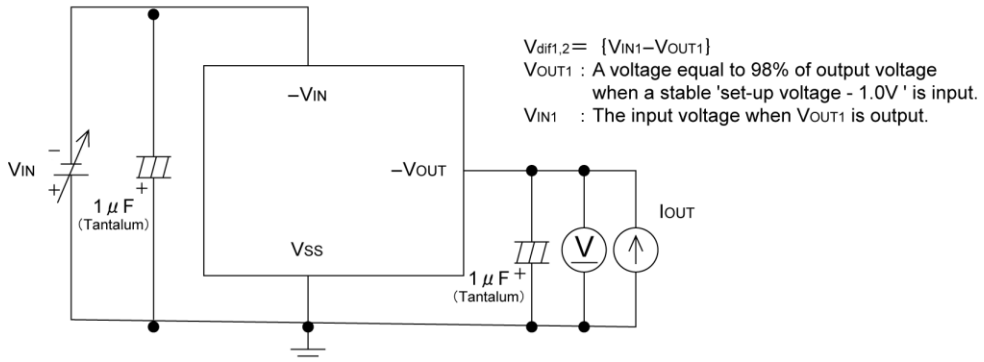 Vdif1,2＝ {VIN1–VOUT1}
VOUT1 : A voltage equal to 98% of output voltage
when a stable 'set-up voltage - 1.0V ' is input.
VIN1 : The input voltage when VOUT1 is output.
–VIN
–VOUT
VSS
VIN
–
+
+
1 μ F
(Tantalum)
+
1 μ F
(Tantalum)
V
IOUT